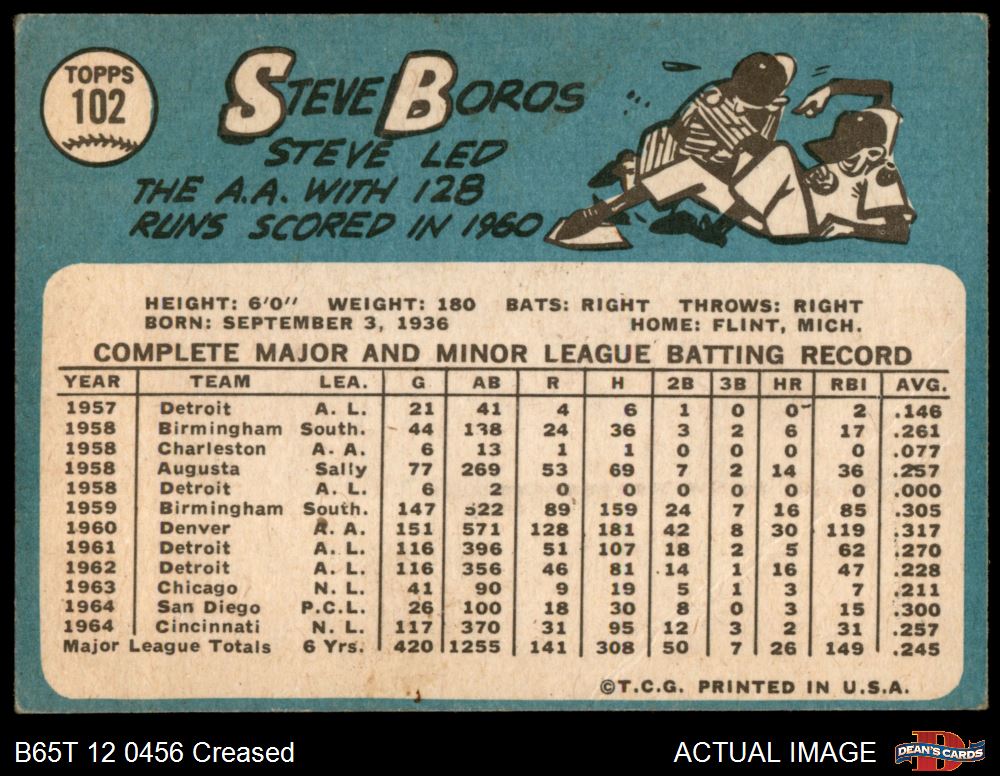 TOPPS
102
STEVE BOROS
STEVE LED
THE A.A. WITH 128
RUNS SCORED IN 1960
HEIGHT: 6'0" WEIGHT: 180 BATS: RIGHT THROWS: RIGHT
BORN: SEPTEMBER 3, 1936 HOME: FLINT, MICH.
COMPLETE MAJOR AND MINOR LEAGUE BATTING RECORD
YEAR TEAM LEA. G AB R H 2B 3B HR RBI AVG.
1957 Detroit A. L. 21 41 4 6 1 0 0 2 .146
1958 Birmingham South. 44 138 24 36 3 2 6 17 .261
1958 Charleston A. A. 6 13 1 1 0 0 0 0 .077
1958 Augusta Sally 77 269 53 69 7 2 14 36 .257
1958 Detroit A. L. 6 2 0 0 0 0 0 0 .000
1959 Birmingham South. 147 522 89 159 24 7 16 85 .305
1960 Denver A. A. 151 571 128 181 42 8 30 119 .317
1961 Detroit A. L. 116 396 51 107 18 2 5 62 .270
1962 Detroit A. L. 116 356 46 81 14 1 16 47 .228
1963 Chicago N. L. 41 90 9 19 5 1 3 7 .211
1964 San Diego P.C.L. 26 100 18 30 8 0 3 15 .300
1964 Cincinnati N. L. 117 370 31 95 12 3 2 31 .257
Major League Totals 6 Yrs. 420 1255 141 308 50 7 26 149 .245
©T.C.G. PRINTED IN U.S.A.
B65T 12 0456 Creased ACTUAL IMAGE
D
DEAN'S CARDS